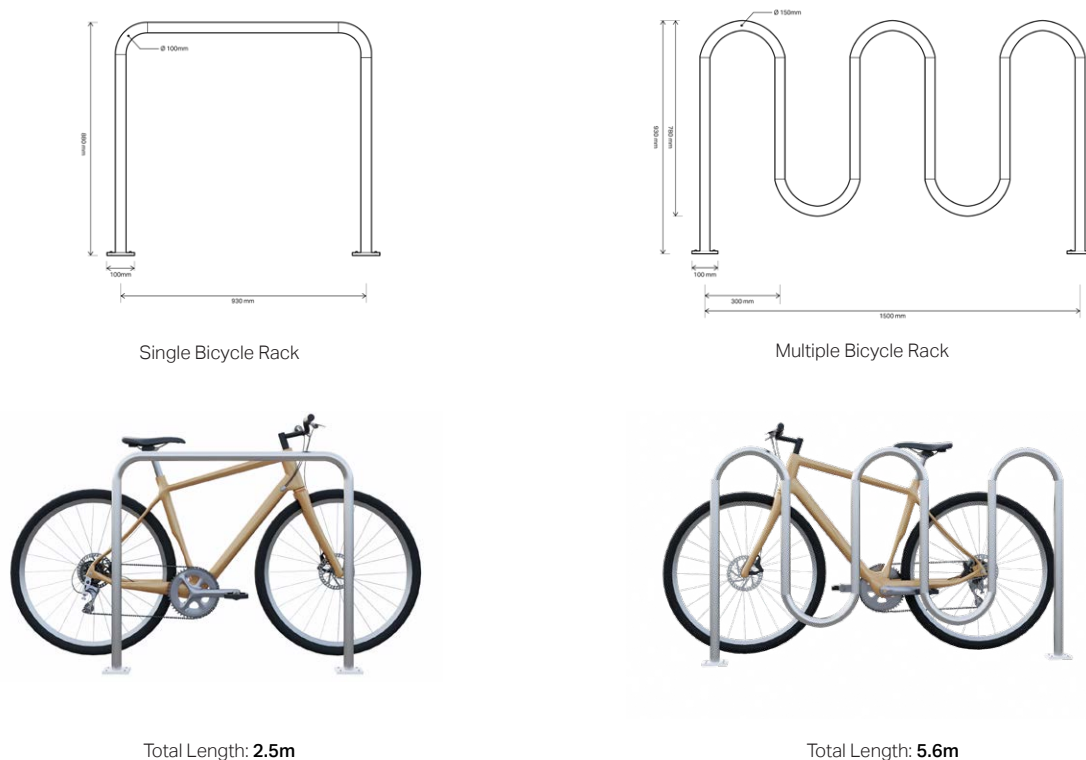 Ø 100mm
880 mm
100mm
930 mm
Single Bicycle Rack
Ø 150mm
930 mm
780 mm
100 mm
300 mm
1500 mm
Multiple Bicycle Rack
Total Length: 2.5m
Total Length: 5.6m